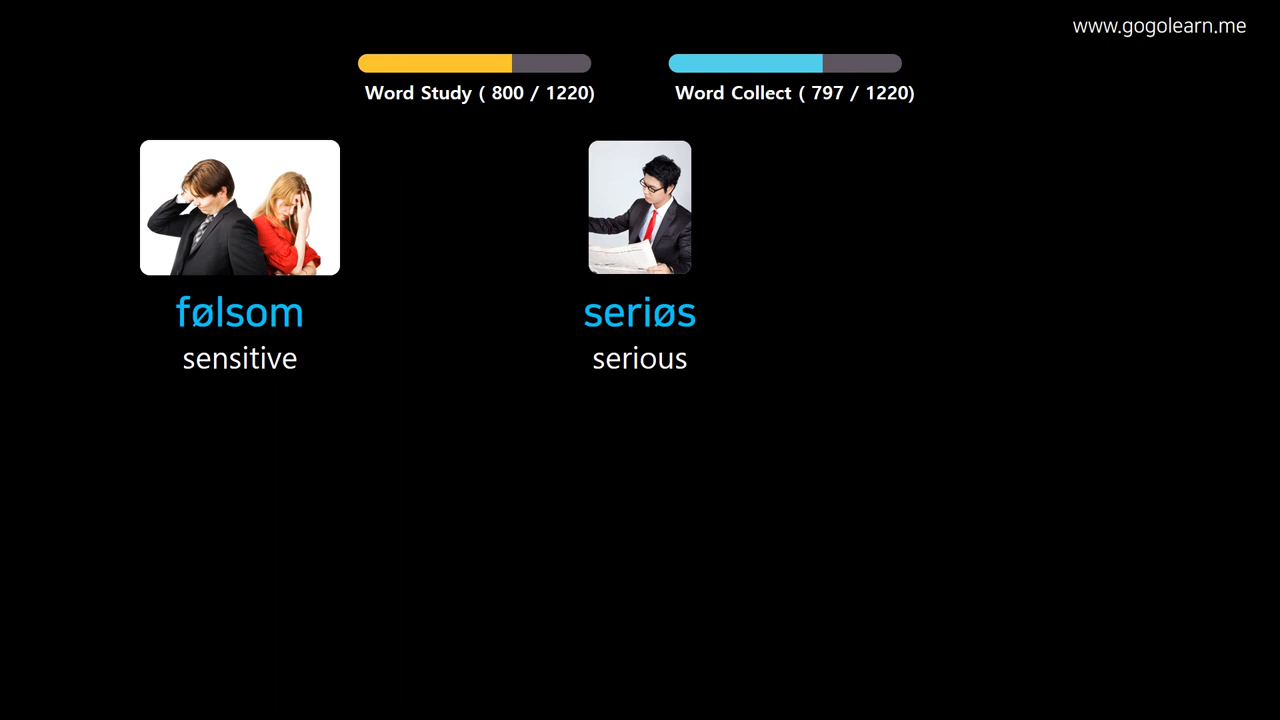 www.gogolearn.me
Word Study ( 800 / 1220)
Word Collect ( 797 / 1220)
følsom
sensitive
seriøs
serious